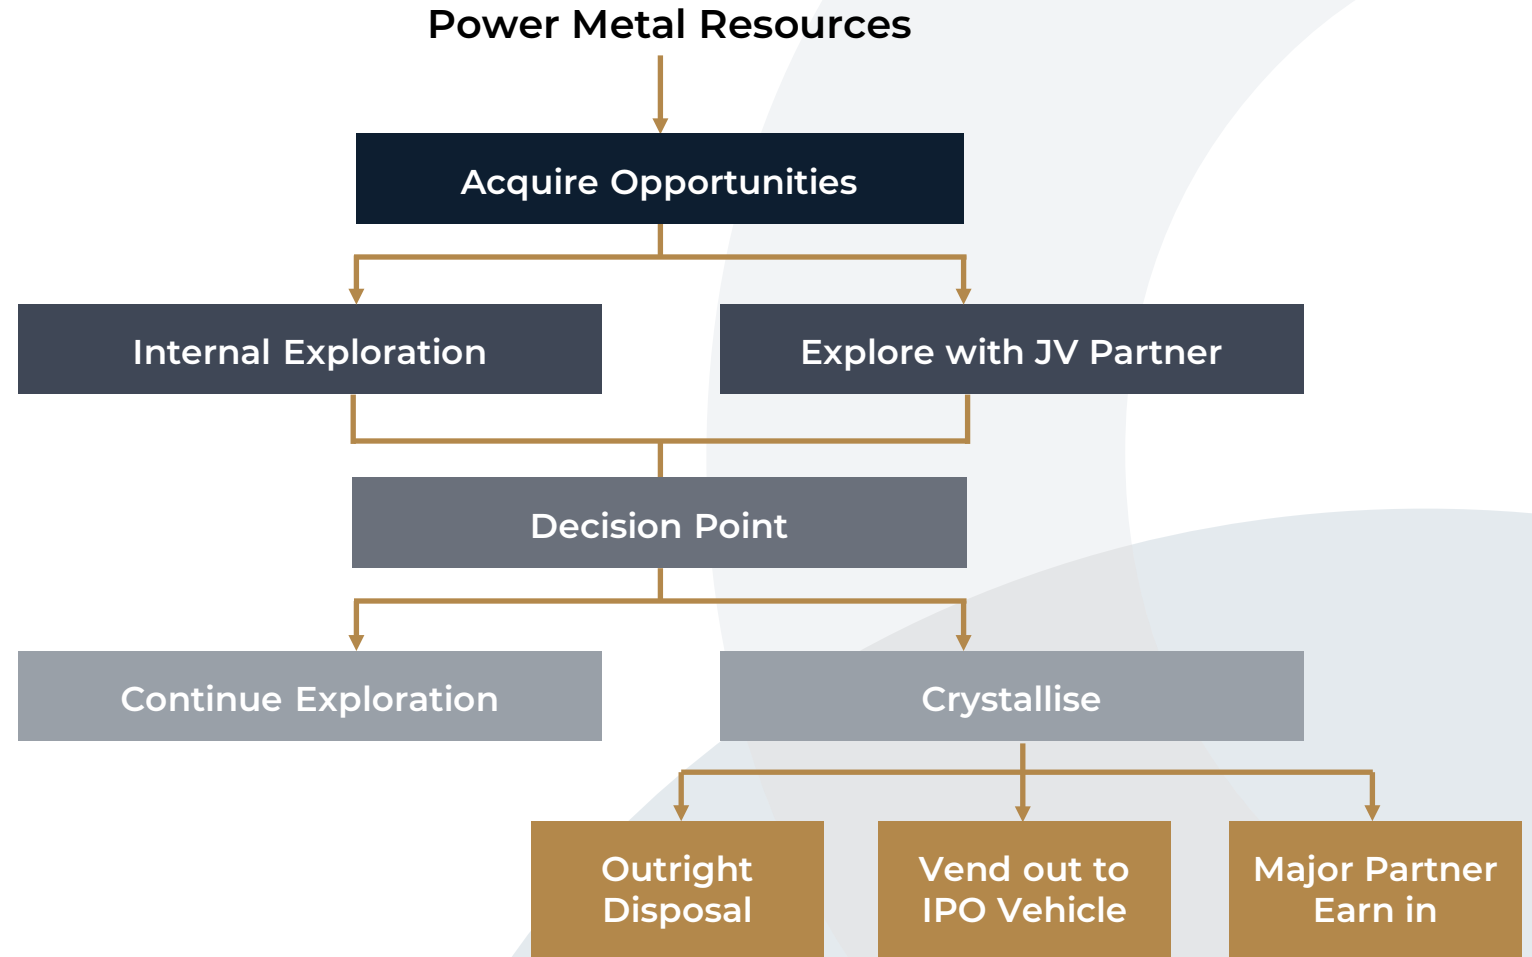 Power Metal Resources
Acquire Opportunities
Internal Exploration
Explore with JV Partner
Decision Point
Continue Exploration
Crystallise
Outright
Disposal
Vend out to
IPO Vehicle
Major Partner
Earn in